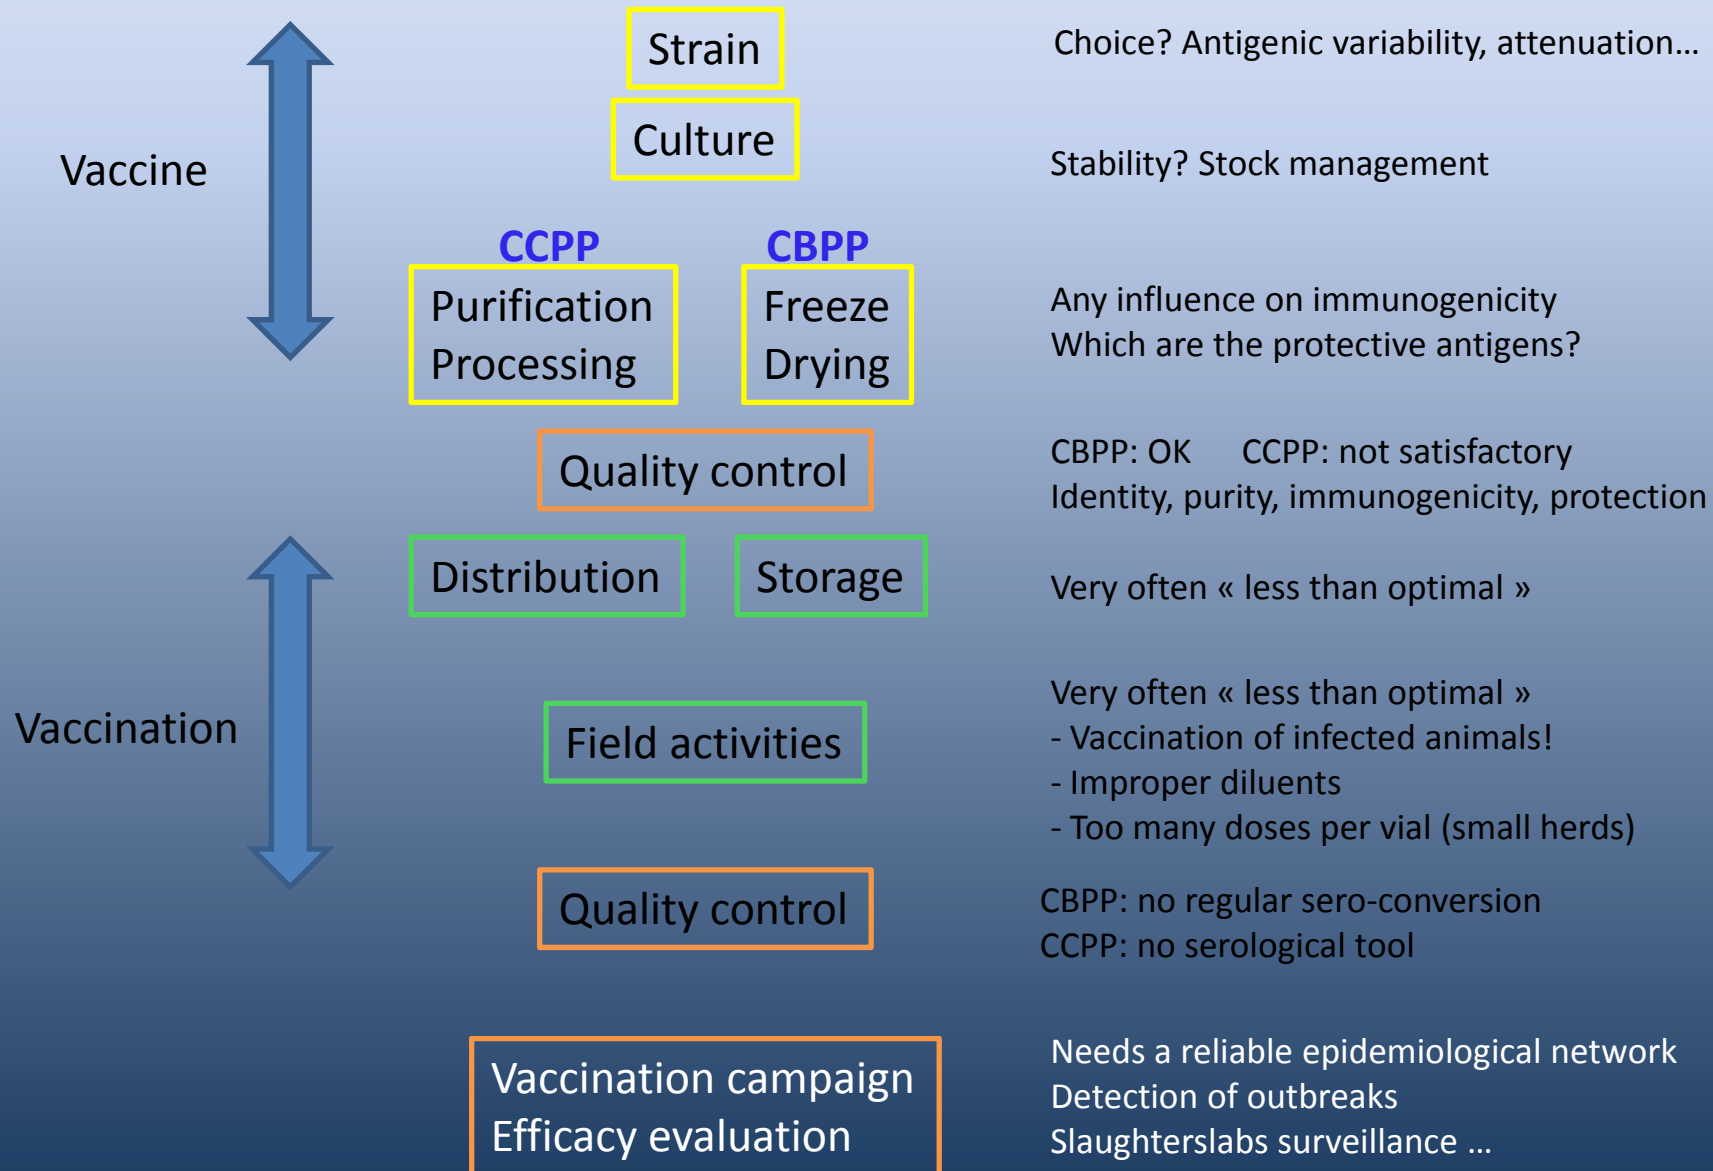 Strain
Choice? Antigenic variability, attenuation…
Culture
Vaccine
Stability? Stock management
CCPP
CBPP
Purification
Processing
Freeze
Drying
Any influence on immunogenicity
Which are the protective antigens?
Quality control
CBPP: OK CCPP: not satisfactory
Identity, purity, immunogenicity, protection
Distribution
Storage
Very often « less than optimal »
Vaccination
Field activities
Very often « less than optimal »
- Vaccination of infected animals!
- Improper diluents
- Too many doses per vial (small herds)
Quality control
CBPP: no regular sero-conversion
CCPP: no serological tool
Vaccination campaign
Efficacy evaluation
Needs a reliable epidemiological network
Detection of outbreaks
Slaughterslabs surveillance …